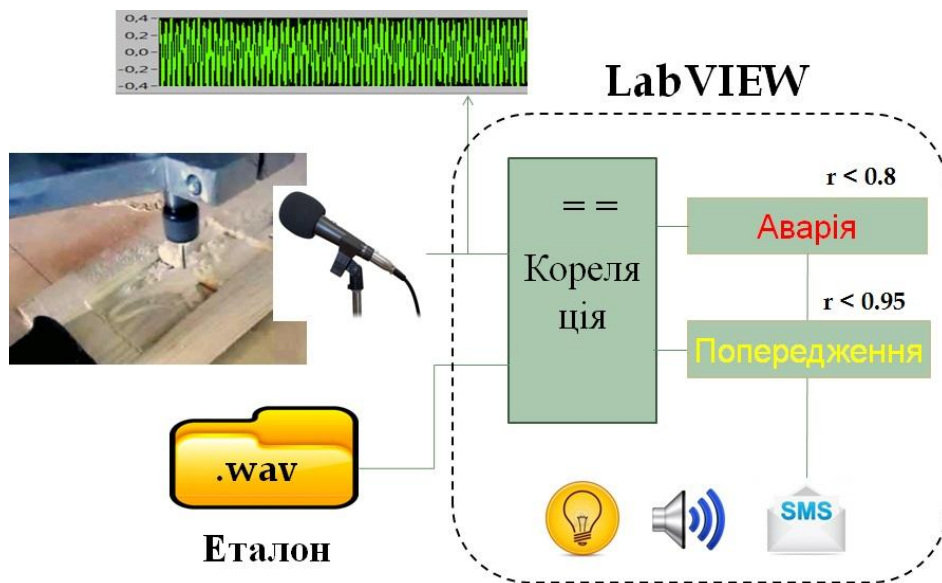 0,4
0,2
0,0
-0,2
-0,4
LabVIEW
r < 0.8
= =
Кореля
ція
Аварія
r < 0.95
Попередження
.wav
Еталон
SMS